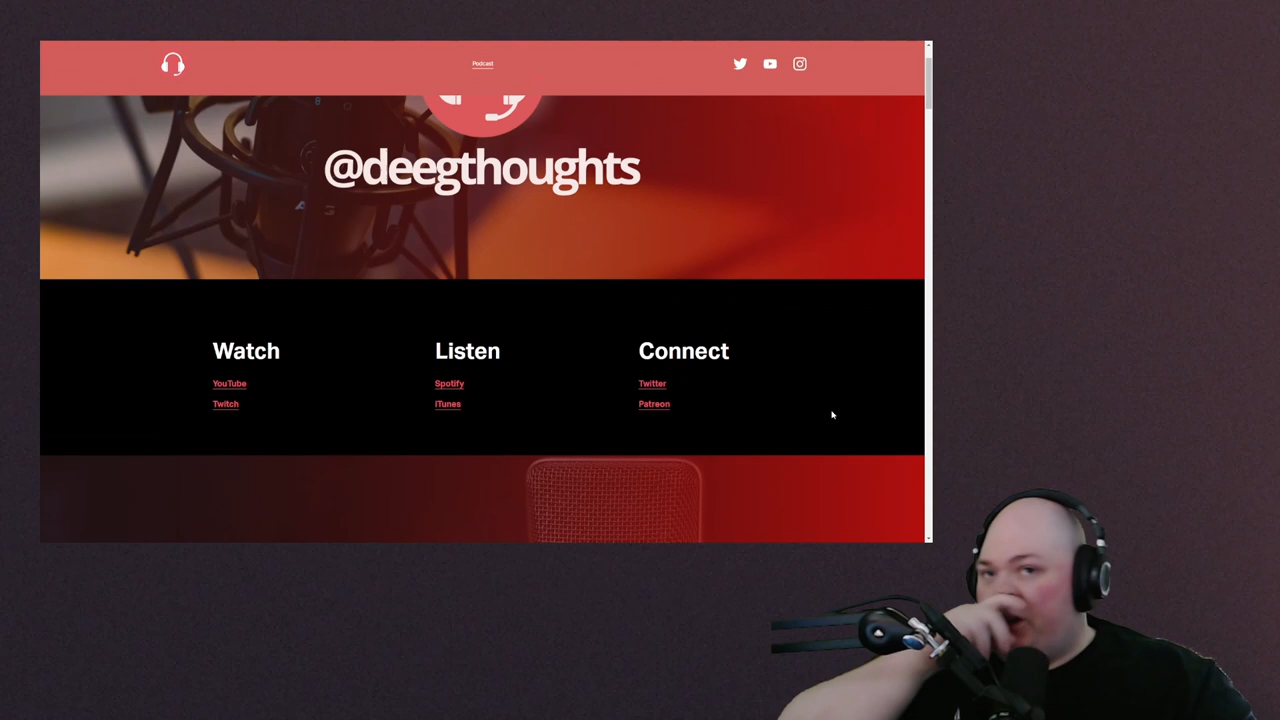 Podcast
@deegthoughts
Watch
Listen
Connect
YouTube
Spotify
Twitter
Twitch
iTunes
Patreon